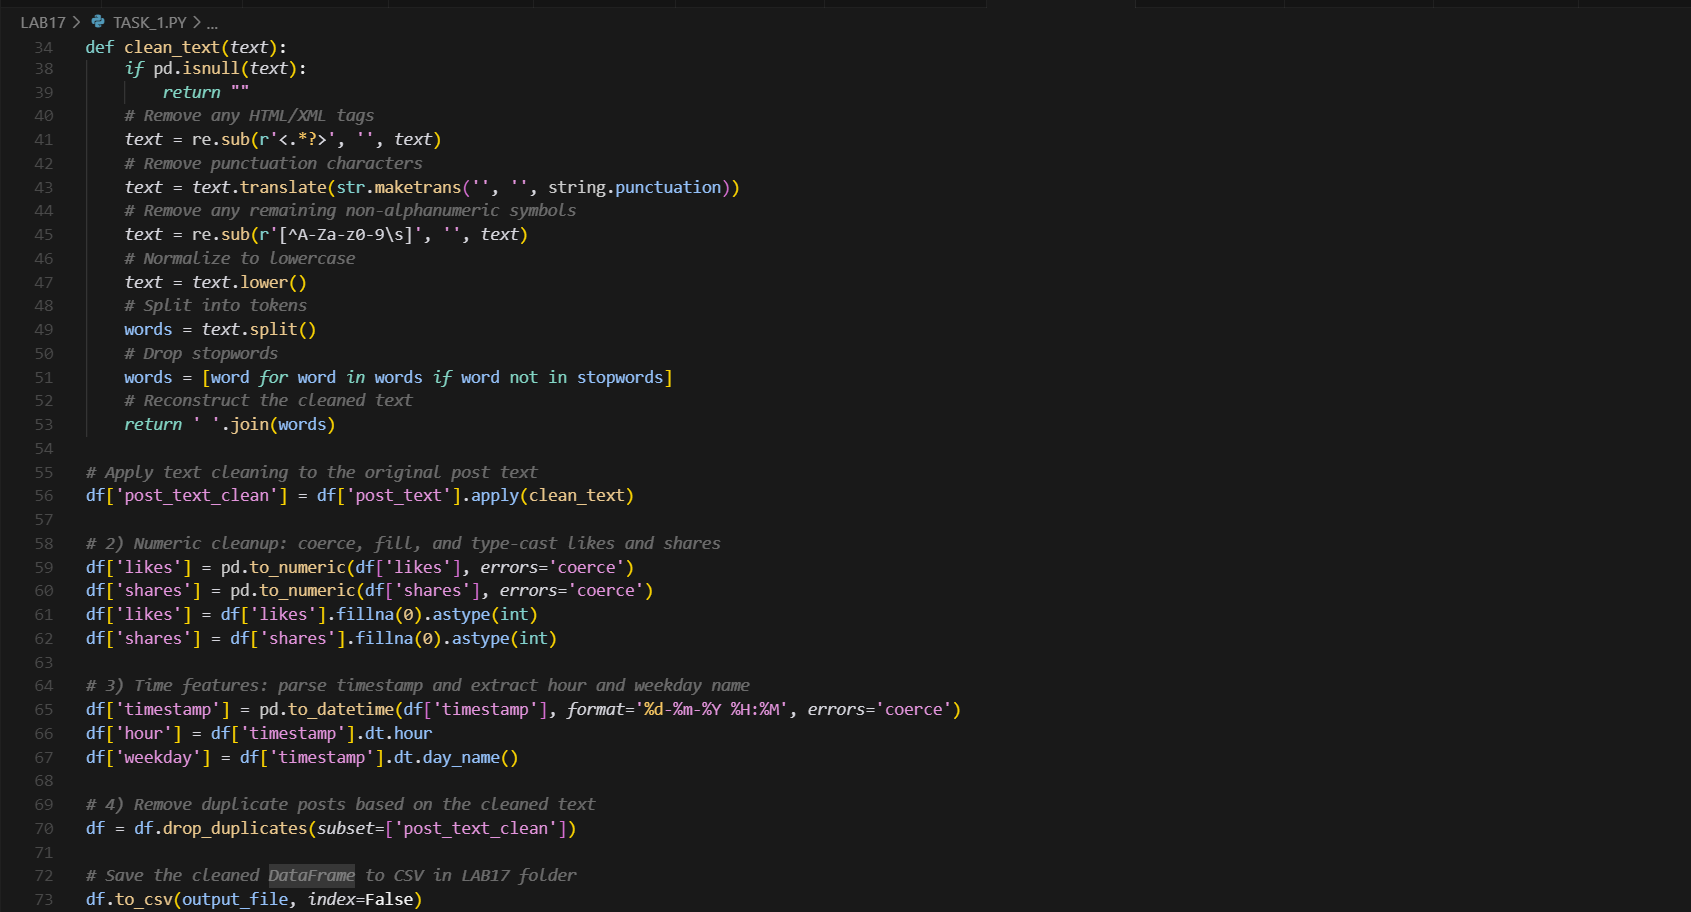 LAB17 > TASK_1.PY > ...
34 def clean_text(text):
38     if pd.isnull(text):
39         return ""
40     # Remove any HTML/XML tags
41     text = re.sub(r'<.*?>', '', text)
42     # Remove punctuation characters
43     text = text.translate(str.maketrans('', '', string.punctuation))
44     # Remove any remaining non-alphanumeric symbols
45     text = re.sub(r'[^A-Za-z0-9\s]', '', text)
46     # Normalize to lowercase
47     text = text.lower()
48     # Split into tokens
49     words = text.split()
50     # Drop stopwords
51     words = [word for word in words if word not in stopwords]
52     # Reconstruct the cleaned text
53     return ' '.join(words)
54
55 # Apply text cleaning to the original post text
56 df['post_text_clean'] = df['post_text'].apply(clean_text)
57
58 # 2) Numeric cleanup: coerce, fill, and type-cast likes and shares
59 df['likes'] = pd.to_numeric(df['likes'], errors='coerce')
60 df['shares'] = pd.to_numeric(df['shares'], errors='coerce')
61 df['likes'] = df['likes'].fillna(0).astype(int)
62 df['shares'] = df['shares'].fillna(0).astype(int)
63
64 # 3) Time features: parse timestamp and extract hour and weekday name
65 df['timestamp'] = pd.to_datetime(df['timestamp'], format='%d-%m-%Y %H:%M', errors='coerce')
66 df['hour'] = df['timestamp'].dt.hour
67 df['weekday'] = df['timestamp'].dt.day_name()
68
69 # 4) Remove duplicate posts based on the cleaned text
70 df = df.drop_duplicates(subset=['post_text_clean'])
71
72 # Save the cleaned DataFrame to CSV in LAB17 folder
73 df.to_csv(output_file, index=False)